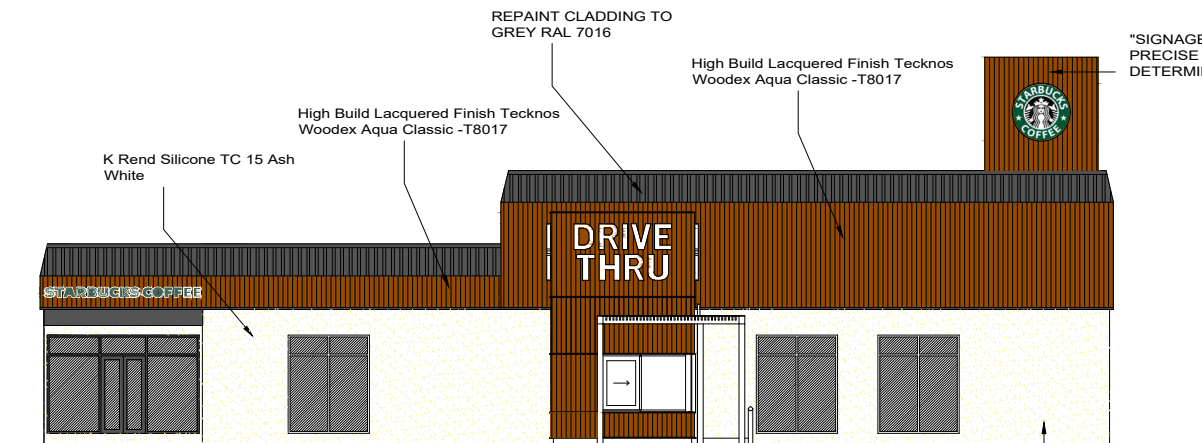 REPAINT CLADDING TO
GREY RAL 7016
"SIGNAGE
PRECISE
High Build Lacquered Finish Tecknos
Woodex Aqua Classic -T8017
High Build Lacquered Finish Tecknos
Woodex Aqua Classic -T8017
K Rend Silicone TC 15 Ash
White
STARBUCKS
COFFEE
DRIVE
THRU
STARBUCKS COFFEE